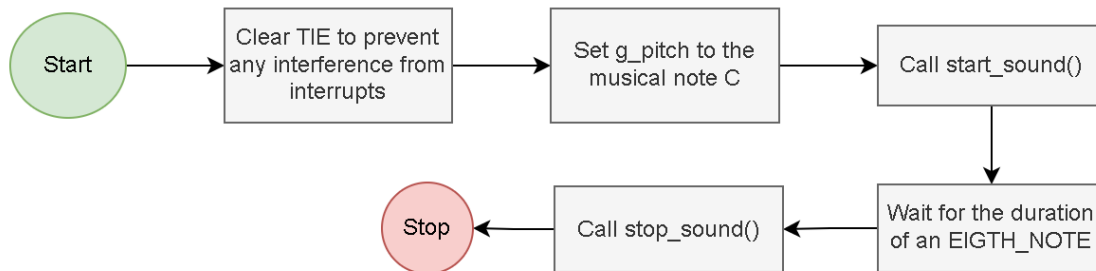 Start
Clear TIE to prevent
any interference from
interrupts
Set g_pitch to the
musical note C
Call start_sound()
Wait for the duration
of an EIGTH_NOTE
Call stop_sound()
Stop